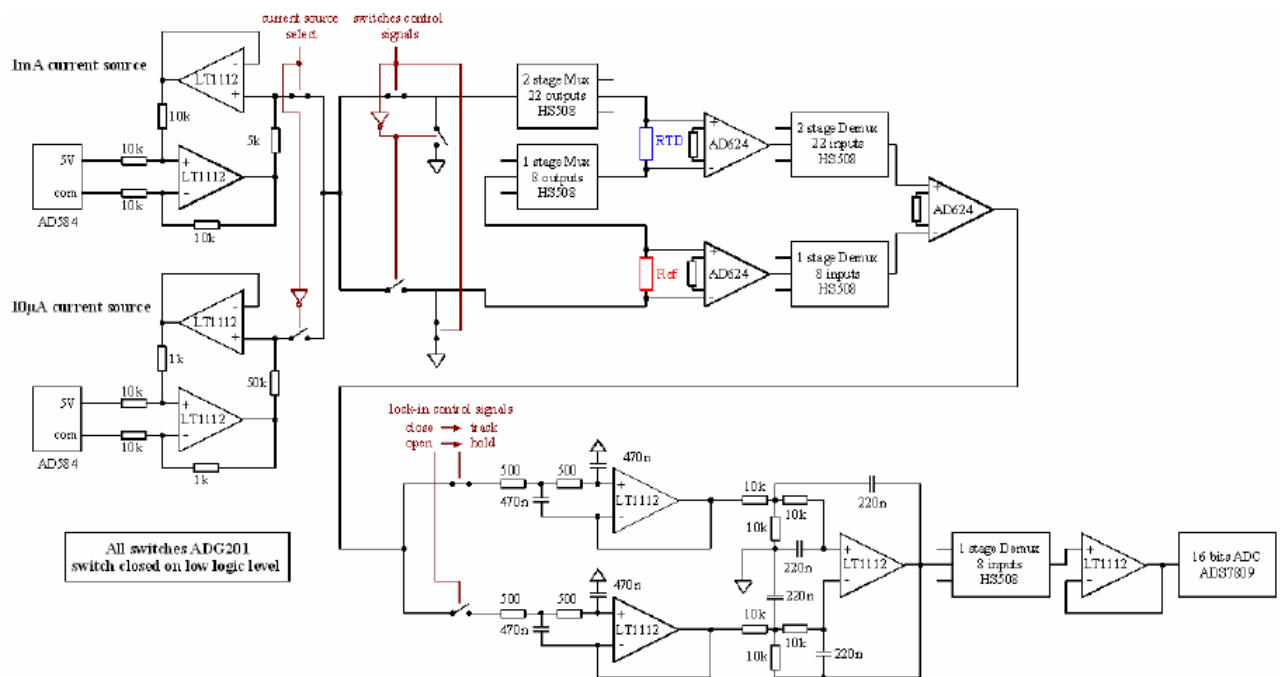 current source
select
switches control
signals
1mA current source
LT1112
-
+
10k
5k
2 stage Mux
22 outputs
HS508
RTD
+
-
AD624
2 stage Demux
22 inputs
HS508
5V
com
AD584
10k
10k
+
-
LT1112
10k
1 stage Mux
8 outputs
HS508
+
-
AD624
Ref
+
-
AD624
1 stage Demux
8 inputs
HS508
10µA current source
LT1112
-
+
1k
50k
5V
com
AD584
10k
10k
+
-
LT1112
1k
lock-in control signals
close → track
open → hold
500
500
470n
470n
+
-
LT1112
10k
10k
10k
220n
220n
All switches ADG201
switch closed on low logic level
+
-
LT1112
1 stage Demux
8 inputs
HS508
+
-
LT1112
16 bits ADC
ADS7809
500
500
470n
470n
+
-
LT1112
220n
10k
10k
10k
220n